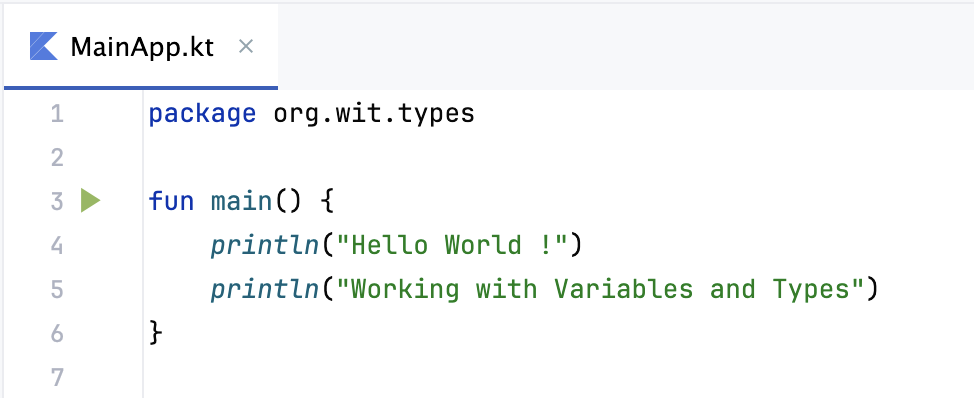 MainApp.kt
1 package org.wit.types
2
3 fun main() {
4     println("Hello World !")
5     println("Working with Variables and Types")
6 }
7